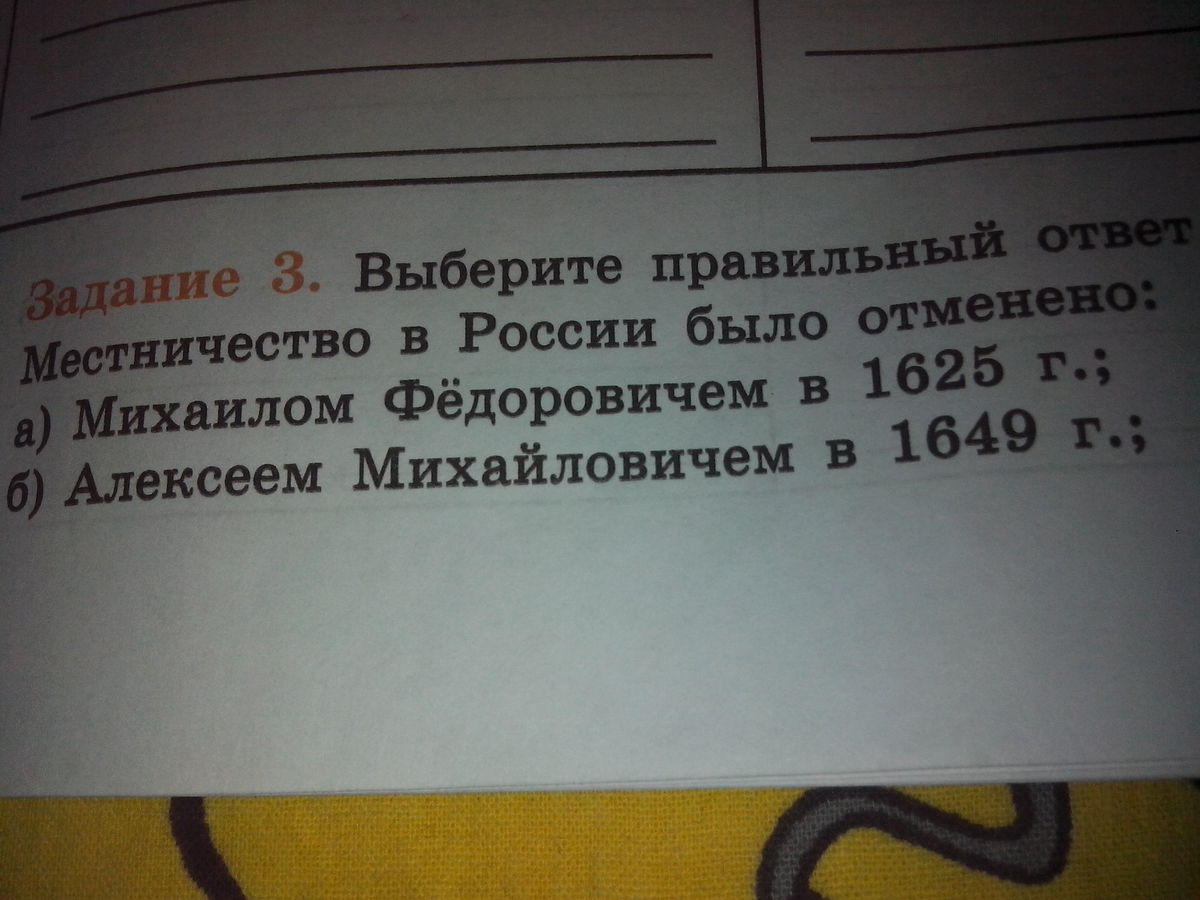 Задание 3. Выберите правильный ответ
Местничество в России было отменено:
а) Михаилом Фёдоровичем в 1625 г.;
б) Алексеем Михайловичем в 1649 г.;